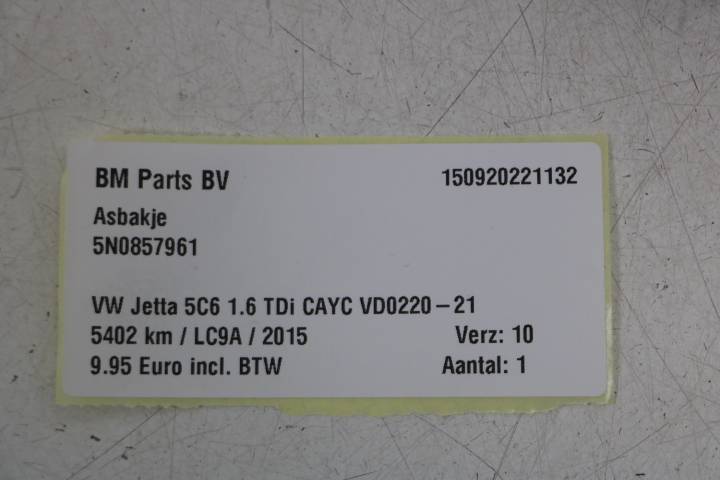 BM Parts BV 150920221132
Asbakje
5N0857961
VW Jetta 5C6 1.6 TDi CAYC VD0220-21
5402 km / LC9A / 2015 Verz: 10
9.95 Euro incl. BTW Aantal: 1